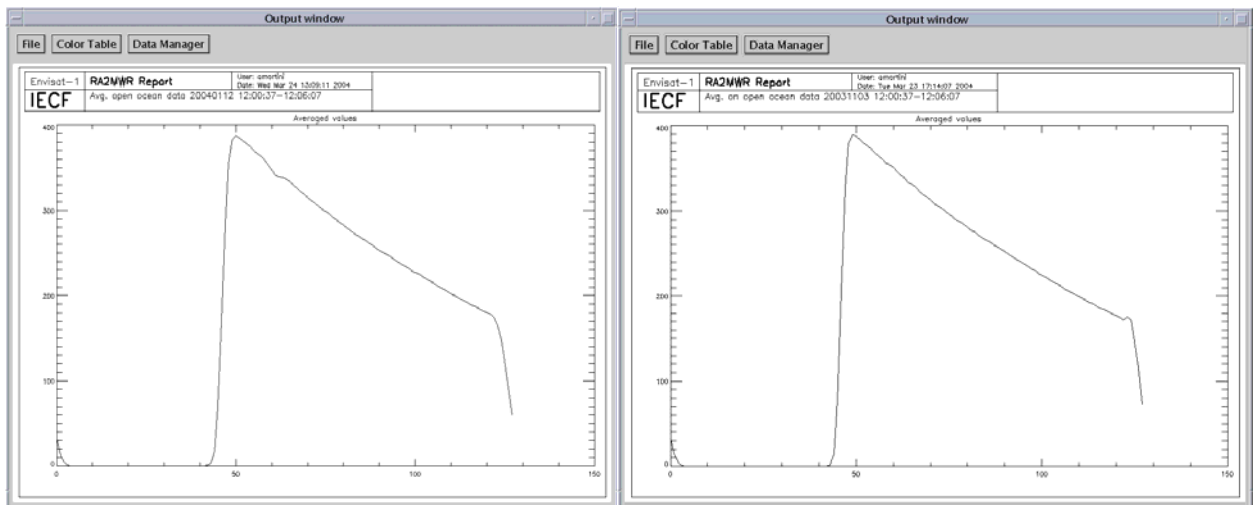 Output window
File Color Table Data Manager
Envisat-1 RA2MWR Report User: amartini
Date: Wed Mar 24 13:09:11 2004
IECF Avg. open ocean data 20040112 12:00:37-12:06:07
Averaged values
400
300
200
100
0
0 50 100 150
Output window
File Color Table Data Manager
Envisat-1 RA2MWR Report User: amartini
Date: Tue Mar 23 17:14:07 2004
IECF Avg. on open ocean data 20031103 12:00:37-12:06:07
Averaged values
400
300
200
100
0
0 50 100 150